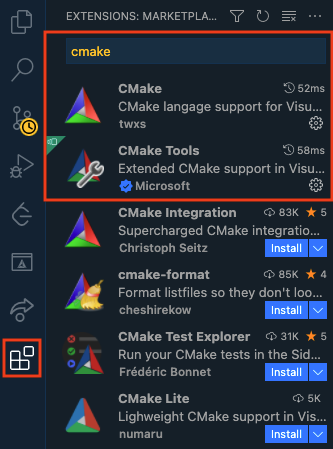 EXTENSIONS: MARKETPLA...
cmake
CMake 52ms
CMake langage support for Visu...
twxs
CMake Tools 58ms
Extended CMake support in Visu...
Microsoft
CMake Integration 83K 5
Supercharged CMake integratio...
Christoph Seitz Install
cmake-format 85K 4
Format listfiles so they don't loo...
cheshirekow Install
CMake Test Explorer 31K 5
Run your CMake tests in the Sid...
Frédéric Bonnet Install
CMake Lite 5K
Lighweight CMake support in Vis...
numaru Install